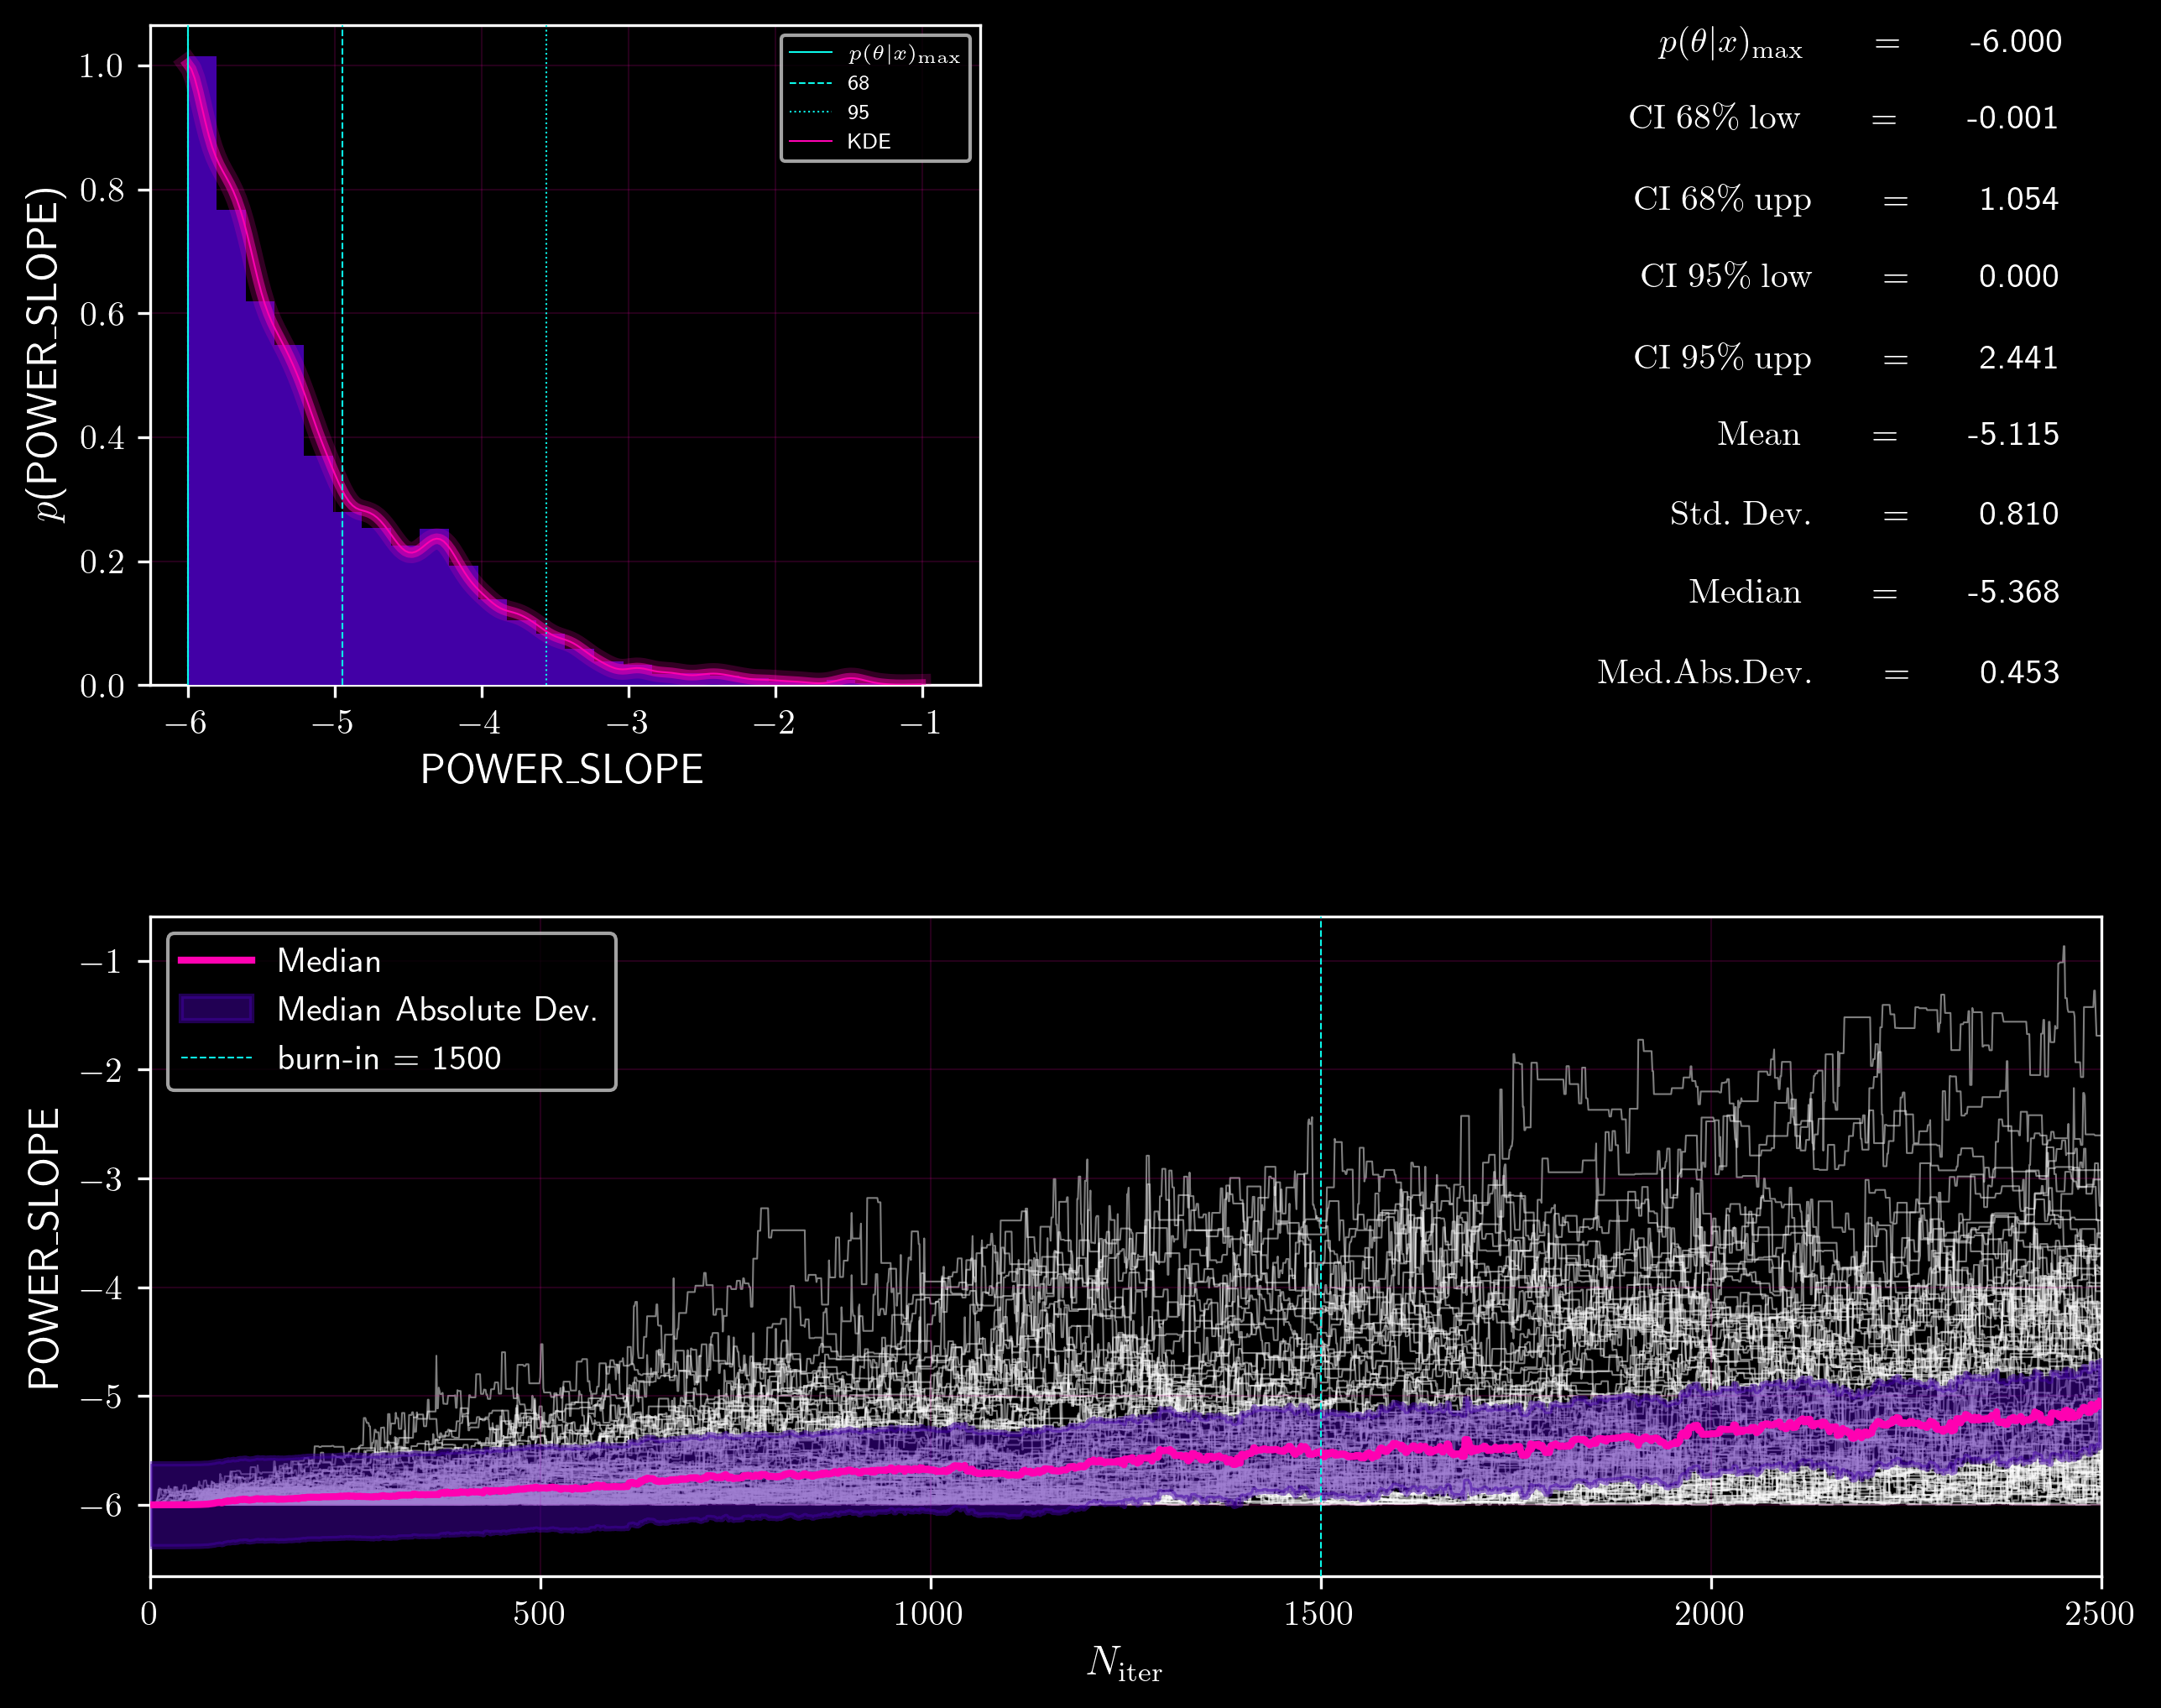 1.0
0.8
0.6
0.4
0.2
0.0
p(POWER_SLOPE)
−6 −5 −4 −3 −2 −1
POWER_SLOPE
p(θ|x)max
68
95
KDE
p(θ|x)max = -6.000
CI 68% low = -0.001
CI 68% upp = 1.054
CI 95% low = 0.000
CI 95% upp = 2.441
Mean = -5.115
Std. Dev. = 0.810
Median = -5.368
Med.Abs.Dev. = 0.453
−1
−2
−3
−4
−5
−6
POWER_SLOPE
Median
Median Absolute Dev.
burn-in = 1500
0 500 1000 1500 2000 2500
Niter